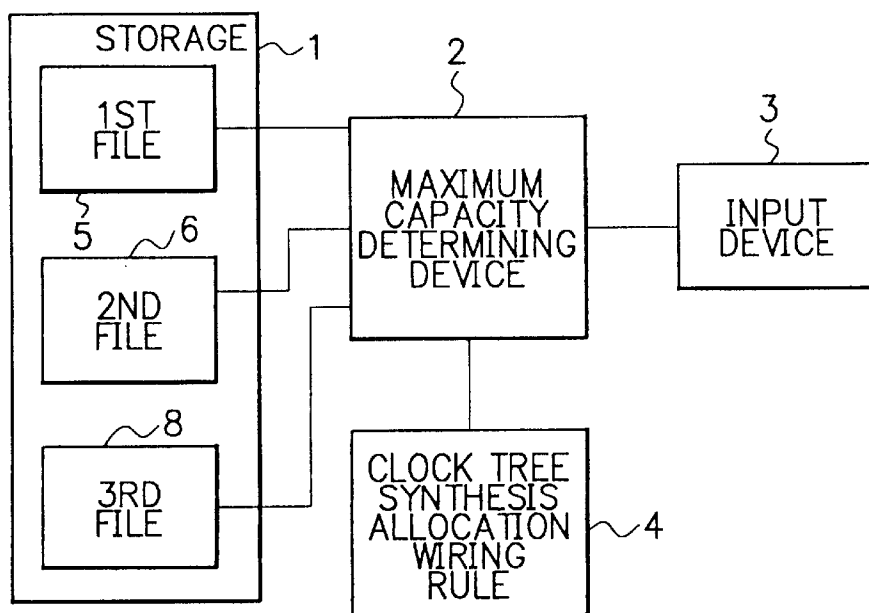 STORAGE
1
1ST
FILE
5
6
2ND
FILE
8
3RD
FILE
2
MAXIMUM
CAPACITY
DETERMINING
DEVICE
3
INPUT
DEVICE
CLOCK TREE
SYNTHESIS
ALLOCATION
WIRING
RULE
4